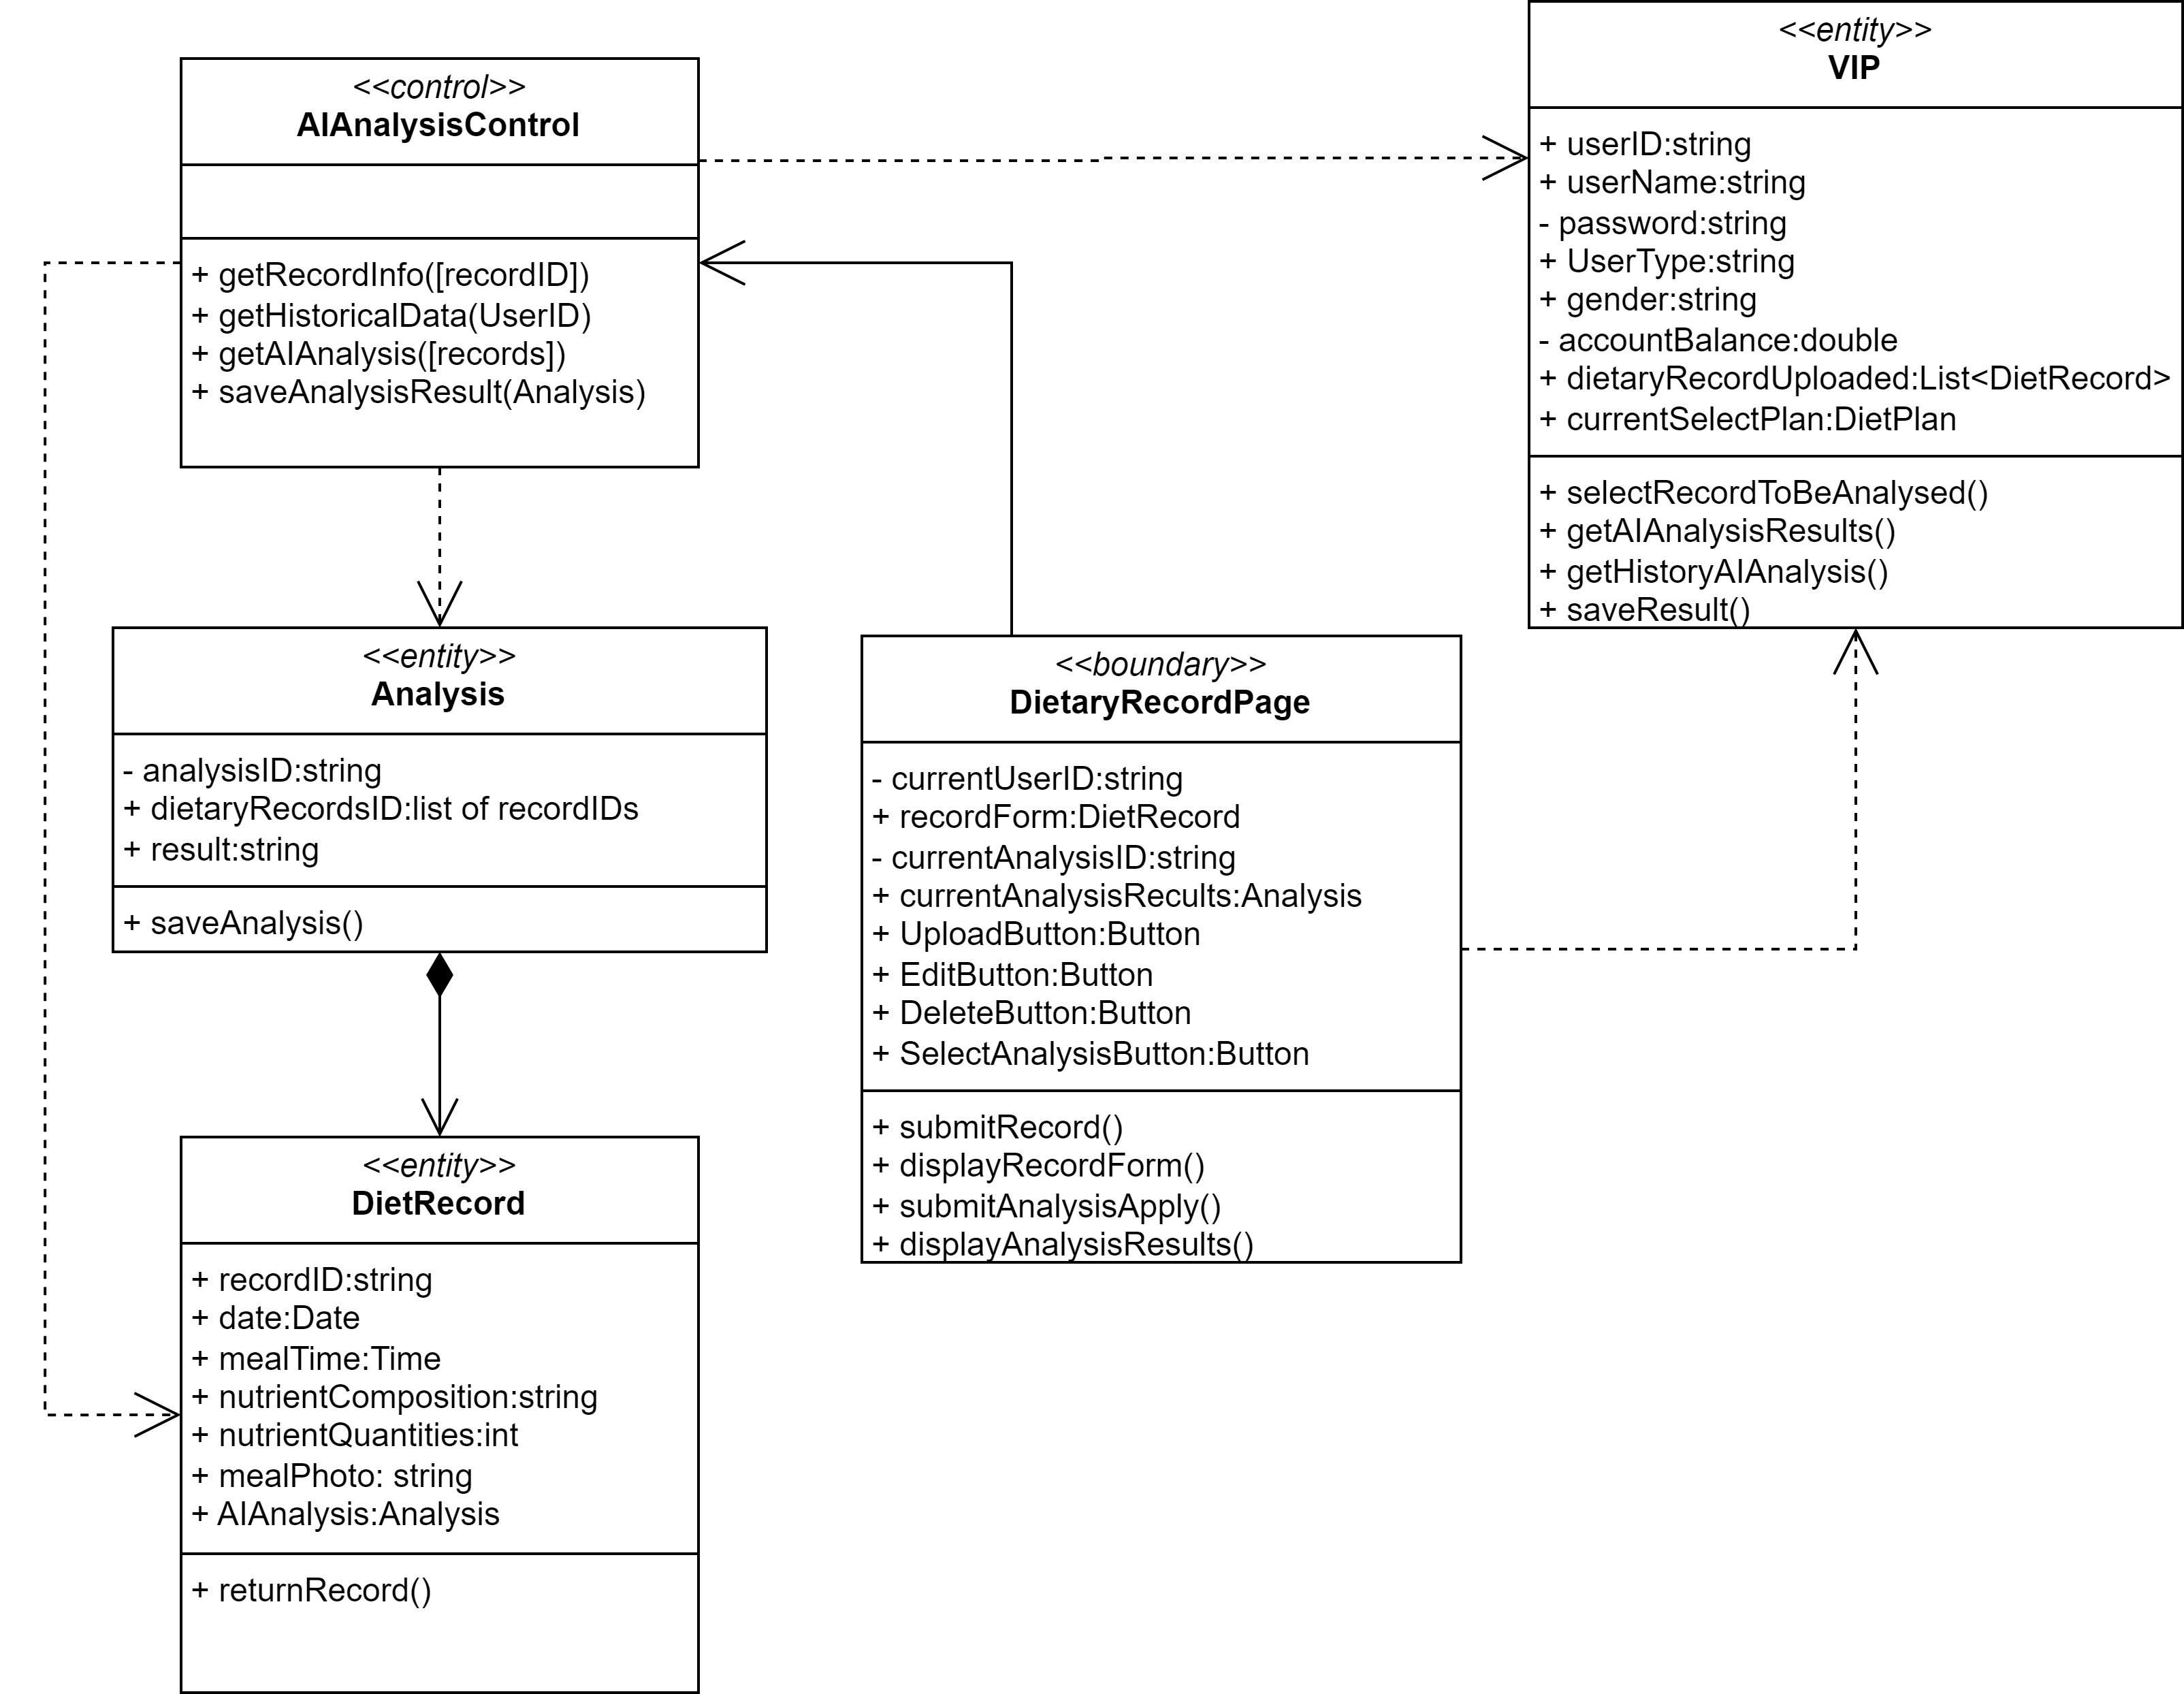 <<control>>
AIAnalysisControl
+ getRecordInfo([recordID])
+ getHistoricalData(UserID)
+ getAIAnalysis([records])
+ saveAnalysisResult(Analysis)
<<entity>>
VIP
+ userID:string
+ userName:string
- password:string
+ UserType:string
+ gender:string
- accountBalance:double
+ dietaryRecordUploaded:List<DietRecord>
+ currentSelectPlan:DietPlan
+ selectRecordToBeAnalysed()
+ getAIAnalysisResults()
+ getHistoryAIAnalysis()
+ saveResult()
<<entity>>
Analysis
- analysisID:string
+ dietaryRecordsID:list of recordIDs
+ result:string
+ saveAnalysis()
<<boundary>>
DietaryRecordPage
- currentUserID:string
+ recordForm:DietRecord
- currentAnalysisID:string
+ currentAnalysisRecults:Analysis
+ UploadButton:Button
+ EditButton:Button
+ DeleteButton:Button
+ SelectAnalysisButton:Button
+ submitRecord()
+ displayRecordForm()
+ submitAnalysisApply()
+ displayAnalysisResults()
<<entity>>
DietRecord
+ recordID:string
+ date:Date
+ mealTime:Time
+ nutrientComposition:string
+ nutrientQuantities:int
+ mealPhoto: string
+ AIAnalysis:Analysis
+ returnRecord()